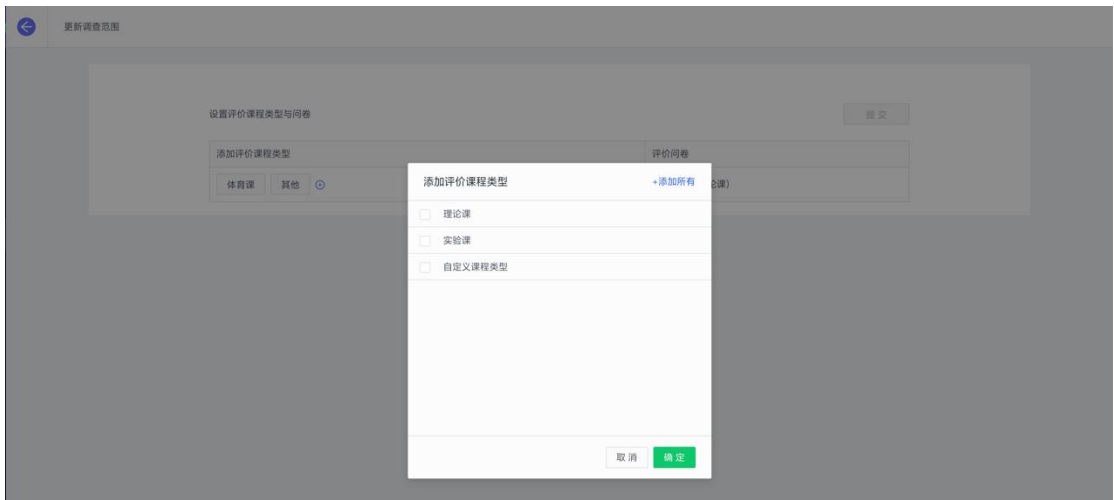 更新调查范围
设置评价课程类型与问卷
提交
添加评价课程类型
评价问卷
体育课 其他
论课)
添加评价课程类型
+添加所有
理论课
实验课
自定义课程类型
取消
确定